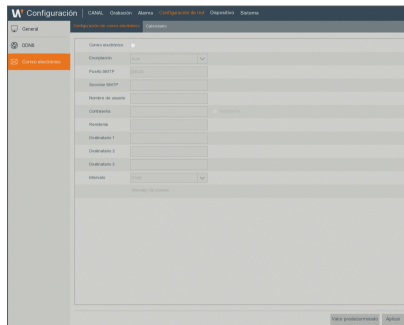 Configuración CANAL Grabación Alarma Configuración de red Dispositivo Sistema
General
DDNS
Correo electrónico
Configuración de correo electrónico Calendario
Correo electrónico
Encriptación
Puerto SMTP
Servidor SMTP
Nombre de usuario
Contraseña
Remitente
Destinatario 1
Destinatario 2
Destinatario 3
Intervalo
Valor predeterminado Aplicar